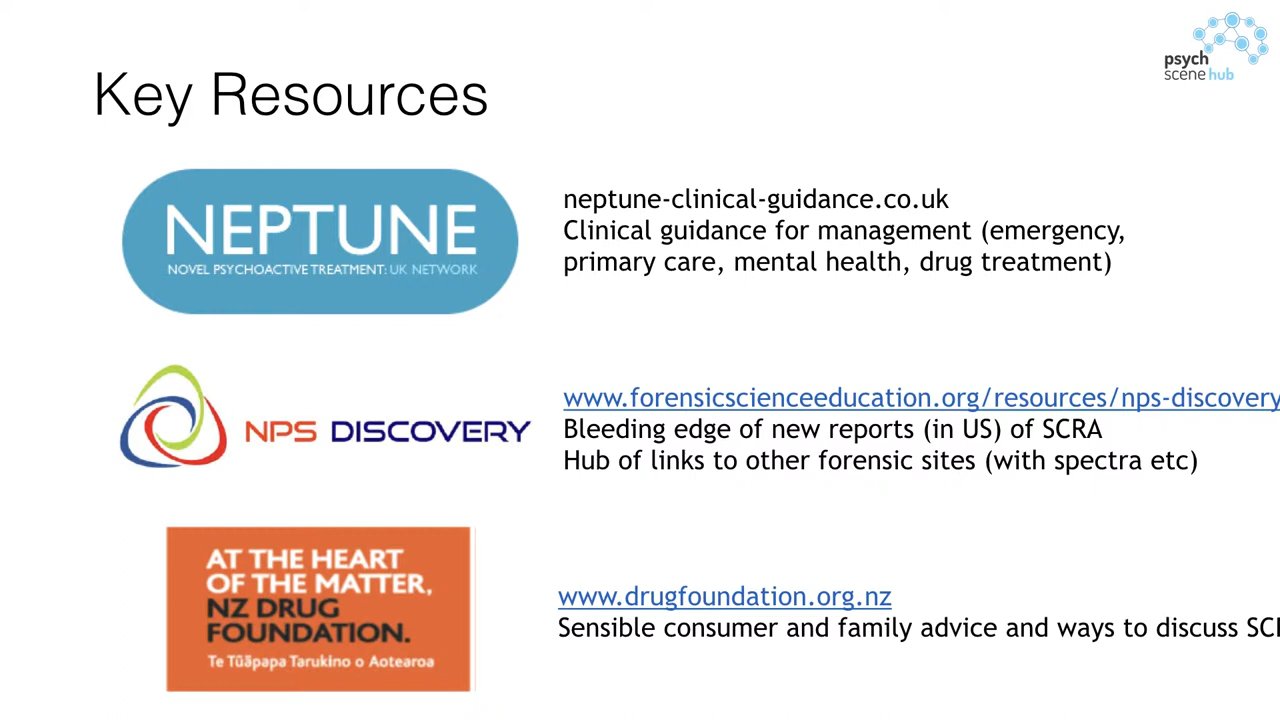 psych
scene hub
Key Resources
NEPTUNE
NOVEL PSYCHOACTIVE TREATMENT: UK NETWORK
neptune-clinical-guidance.co.uk
Clinical guidance for management (emergency,
primary care, mental health, drug treatment)
NPS DISCOVERY
www.forensicscienceeducation.org/resources/nps-discovery
Bleeding edge of new reports (in US) of SCRA
Hub of links to other forensic sites (with spectra etc)
AT THE HEART
OF THE MATTER,
NZ DRUG
FOUNDATION.
Te Tūāpapa Tarukino o Aotearoa
www.drugfoundation.org.nz
Sensible consumer and family advice and ways to discuss